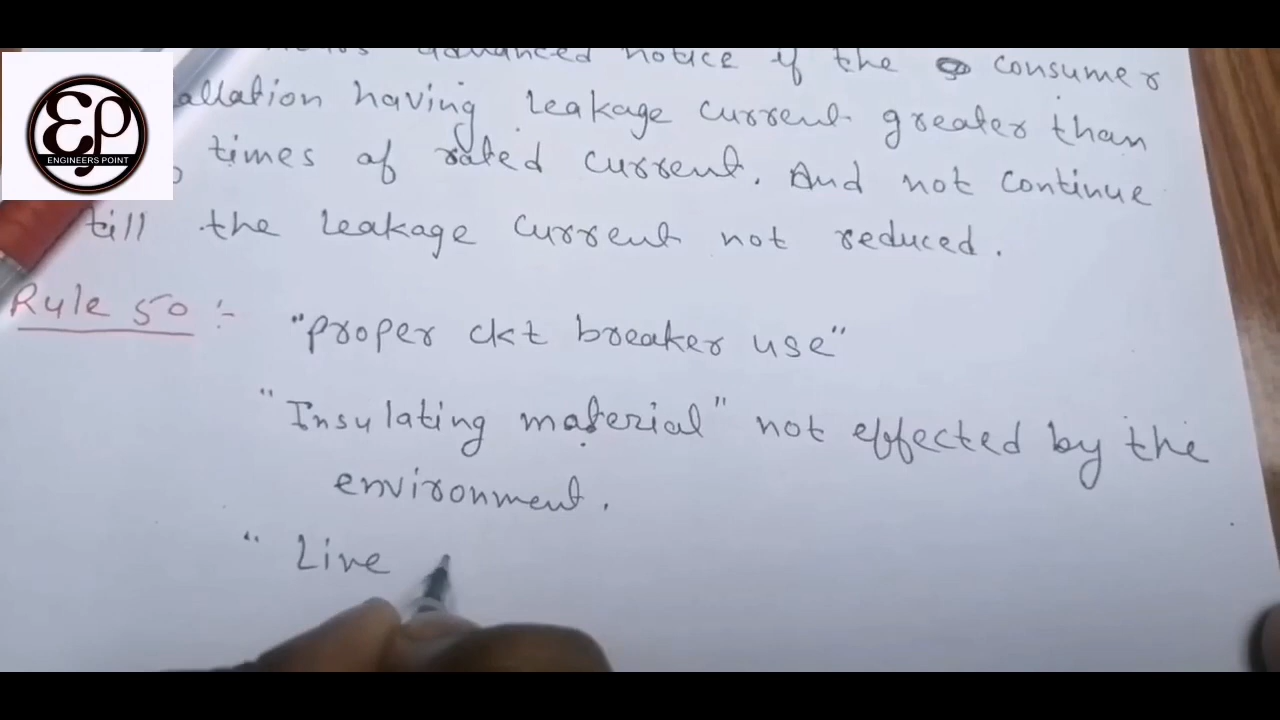 advanced notice if the consumer
allation having leakage current greater than
times of rated current. And not continue
till the leakage current not reduced.
Rule 50 :- "proper ckt breaker use"
"Insulating material" not effected by the
environment.
" Live
EP
ENGINEERS POINT